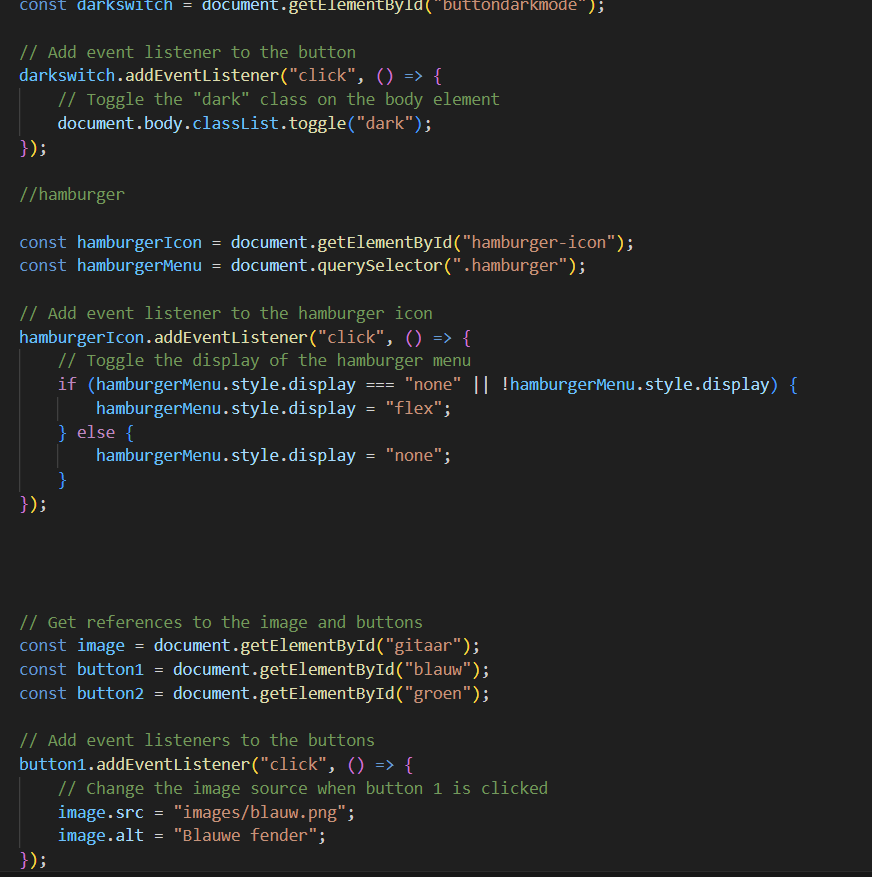 const darkswitch = document.getElementById("buttondarkmode");
// Add event listener to the button
darkswitch.addEventListener("click", () => {
// Toggle the "dark" class on the body element
document.body.classList.toggle("dark");
});
//hamburger
const hamburgerIcon = document.getElementById("hamburger-icon");
const hamburgerMenu = document.querySelector(".hamburger");
// Add event listener to the hamburger icon
hamburgerIcon.addEventListener("click", () => {
// Toggle the display of the hamburger menu
if (hamburgerMenu.style.display === "none" || !hamburgerMenu.style.display) {
hamburgerMenu.style.display = "flex";
} else {
hamburgerMenu.style.display = "none";
}
});
// Get references to the image and buttons
const image = document.getElementById("gitaar");
const button1 = document.getElementById("blauw");
const button2 = document.getElementById("groen");
// Add event listeners to the buttons
button1.addEventListener("click", () => {
// Change the image source when button 1 is clicked
image.src = "images/blauw.png";
image.alt = "Blauwe fender";
});